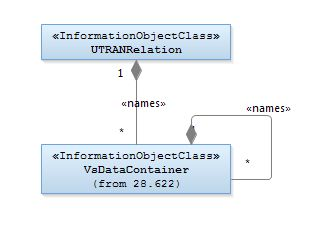 «InformationObjectClass»
UTRANRelation
1
«names»
«names»
*
*
«InformationObjectClass»
VsDataContainer
(from 28.622)